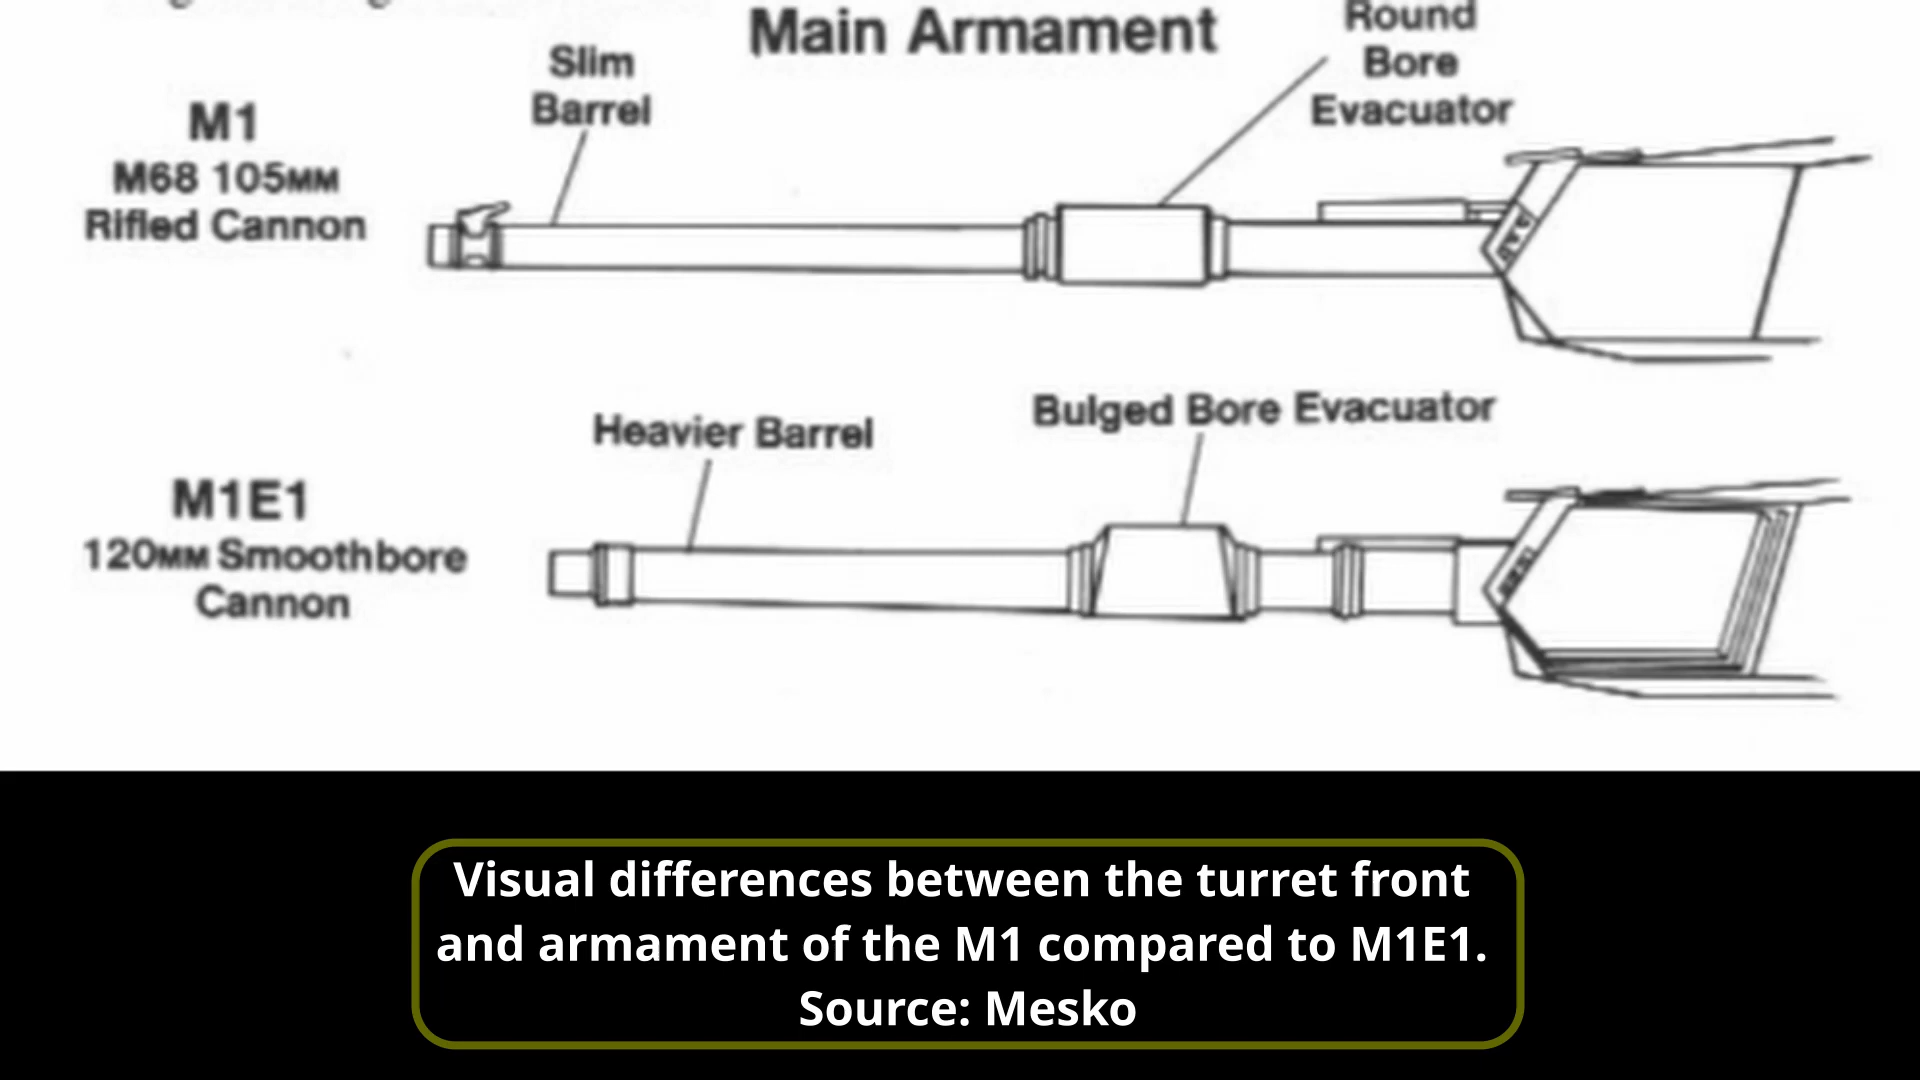 Main Armament
Slim
Barrel
Round
Bore
Evacuator
M1
M68 105MM
Rifled Cannon
Heavier Barrel
Bulged Bore Evacuator
M1E1
120MM Smoothbore
Cannon
Visual differences between the turret front
and armament of the M1 compared to M1E1.
Source: Mesko